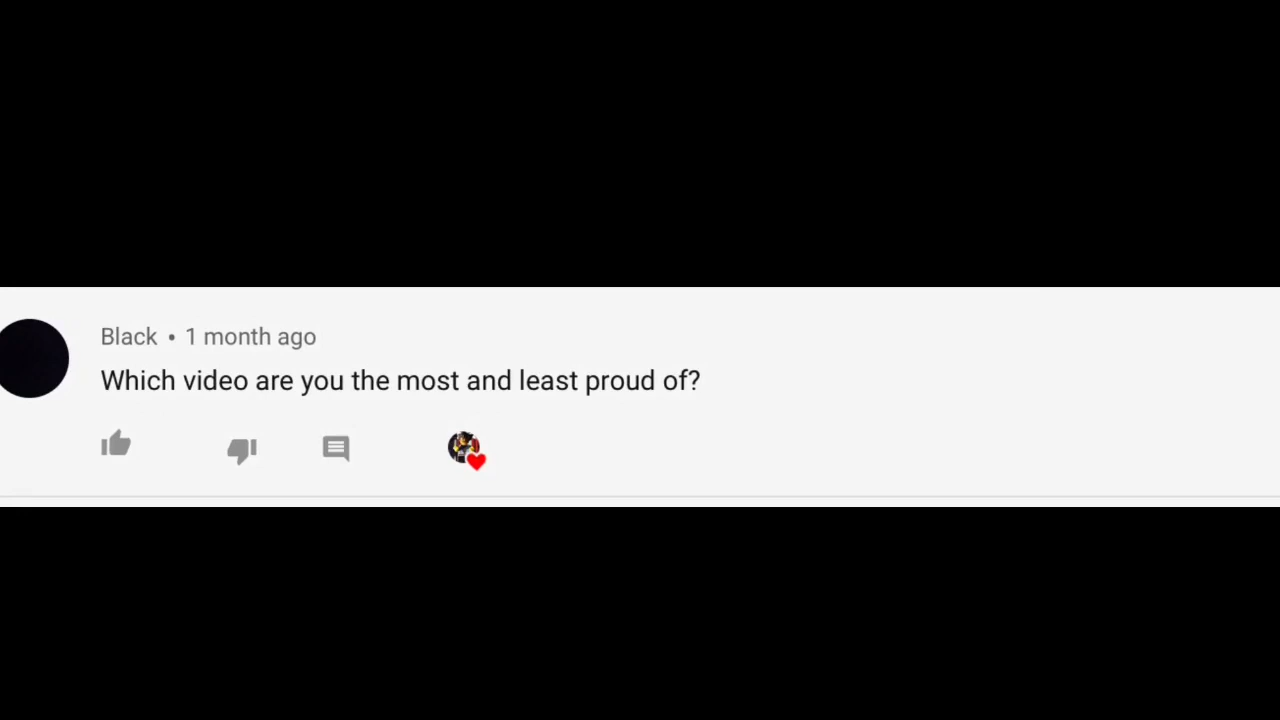 Black • 1 month ago
Which video are you the most and least proud of?